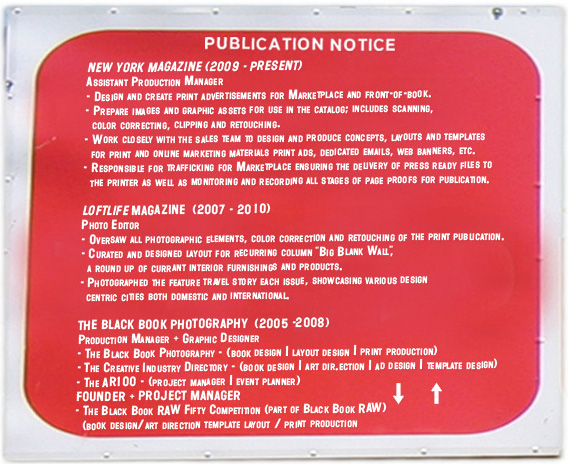 PUBLICATION NOTICE
NEW YORK MAGAZINE (2009 - PRESENT)
ASSISTANT PRODUCTION MANAGER
- DESIGN AND CREATE PRINT ADVERTISEMENTS FOR MARKETPLACE AND FRONT-OF-BOOK.
- PREPARE IMAGES AND GRAPHIC ASSETS FOR USE IN THE CATALOG; INCLUDES SCANNING,
COLOR CORRECTING, CLIPPING AND RETOUCHING.
- WORK CLOSELY WITH THE SALES TEAM TO DESIGN AND PRODUCE CONCEPTS, LAYOUTS AND TEMPLATES
FOR PRINT AND ONLINE MARKETING MATERIALS PRINT ADS, DEDICATED EMAILS, WEB BANNERS, ETC.
- RESPONSIBLE FOR TRAFFICKING FOR MARKETPLACE ENSURING THE DELIVERY OF PRESS READY FILES TO
THE PRINTER AS WELL AS MONITORING AND RECORDING ALL STAGES OF PAGE PROOFS FOR PUBLICATION.
LOFTLIFE MAGAZINE (2007 - 2010)
PHOTO EDITOR
- OVERSAW ALL PHOTOGRAPHIC ELEMENTS, COLOR CORRECTION AND RETOUCHING OF THE PRINT PUBLICATION.
- CURATED AND DESIGNED LAYOUT FOR RECURRING COLUMN "BIG BLANK WALL",
A ROUND UP OF CURRANT INTERIOR FURNISHINGS AND PRODUCTS.
- PHOTOGRAPHED THE FEATURE TRAVEL STORY EACH ISSUE, SHOWCASING VARIOUS DESIGN
CENTRIC CITIES BOTH DOMESTIC AND INTERNATIONAL.
THE BLACK BOOK PHOTOGRAPHY (2005 -2008)
PRODUCTION MANAGER + GRAPHIC DESIGNER
- THE BLACK BOOK PHOTOGRAPHY - (BOOK DESIGN | LAYOUT DESIGN | PRINT PRODUCTION)
- THE CREATIVE INDUSTRY DIRECTORY - (BOOK DESIGN | ART DIR.ECTION | AD DESIGN | TEMPLATE DESIGN)
- THE AR100 - (PROJECT MANAGER | EVENT PLANNER)
FOUNDER + PROJECT MANAGER
- THE BLACK BOOK RAW FIFTY COMPETITION (PART OF BLACK BOOK RAW)
(BOOK DESIGN/ART DIRECTION TEMPLATE LAYOUT / PRINT PRODUCTION